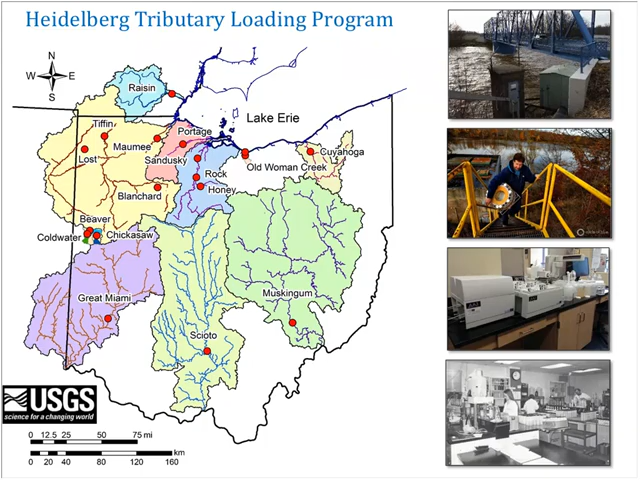 Heidelberg Tributary Loading Program
N
W
E
S
Raisin
Lake Erie
Tiffin
Portage
Maumee
Cuyahoga
Lost
Sandusky
Old Woman Creek
Rock
Honey
Blanchard
Beaver
Coldwater
Chickasaw
Great Miami
Muskingum
Scioto
USGS
science for a changing world
0 12.5 25 50 75 mi
km
0 20 40 80 120 160